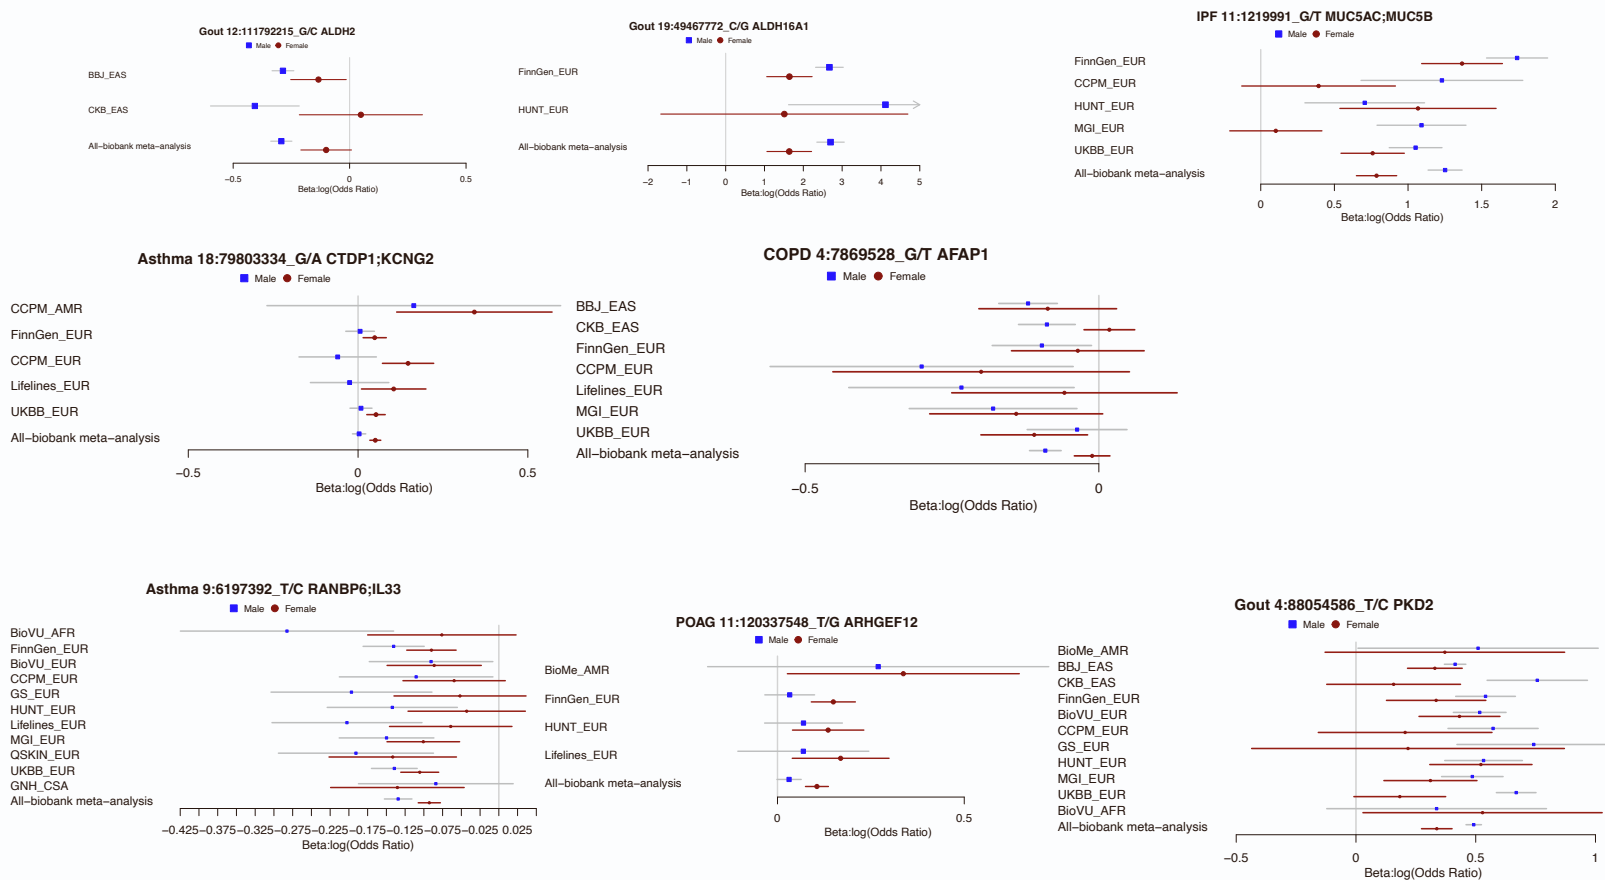 Gout 12:111792215_G/C ALDH2
Male Female
BBJ_EAS
CKB_EAS
All−biobank meta−analysis
−0.5 0 0.5
Beta:log(Odds Ratio)
Gout 19:49467772_C/G ALDH16A1
Male Female
FinnGen_EUR
HUNT_EUR
All−biobank meta−analysis
−2 −1 0 1 2 3 4 5
Beta:log(Odds Ratio)
IPF 11:1219991_G/T MUC5AC;MUC5B
Male Female
FinnGen_EUR
CCPM_EUR
HUNT_EUR
MGI_EUR
UKBB_EUR
All−biobank meta−analysis
0 0.5 1 1.5 2
Beta:log(Odds Ratio)
Asthma 18:79803334_G/A CTDP1;KCNG2
Male Female
CCPM_AMR
FinnGen_EUR
CCPM_EUR
Lifelines_EUR
UKBB_EUR
All−biobank meta−analysis
−0.5 0 0.5
Beta:log(Odds Ratio)
COPD 4:7869528_G/T AFAP1
Male Female
BBJ_EAS
CKB_EAS
FinnGen_EUR
CCPM_EUR
Lifelines_EUR
MGI_EUR
UKBB_EUR
All−biobank meta−analysis
−0.5 0
Beta:log(Odds Ratio)
Asthma 9:6197392_T/C RANBP6;IL33
Male Female
BioVU_AFR
FinnGen_EUR
BioVU_EUR
CCPM_EUR
GS_EUR
HUNT_EUR
Lifelines_EUR
MGI_EUR
QSKIN_EUR
UKBB_EUR
GNH_CSA
All−biobank meta−analysis
−0.425−0.375−0.325−0.275−0.225−0.175−0.125−0.075−0.025 0.025
Beta:log(Odds Ratio)
POAG 11:120337548_T/G ARHGEF12
Male Female
BioMe_AMR
FinnGen_EUR
HUNT_EUR
Lifelines_EUR
All−biobank meta−analysis
0 0.5
Beta:log(Odds Ratio)
Gout 4:88054586_T/C PKD2
Male Female
BioMe_AMR
BBJ_EAS
CKB_EAS
FinnGen_EUR
BioVU_EUR
CCPM_EUR
GS_EUR
HUNT_EUR
MGI_EUR
UKBB_EUR
BioVU_AFR
All−biobank meta−analysis
−0.5 0 0.5 1
Beta:log(Odds Ratio)